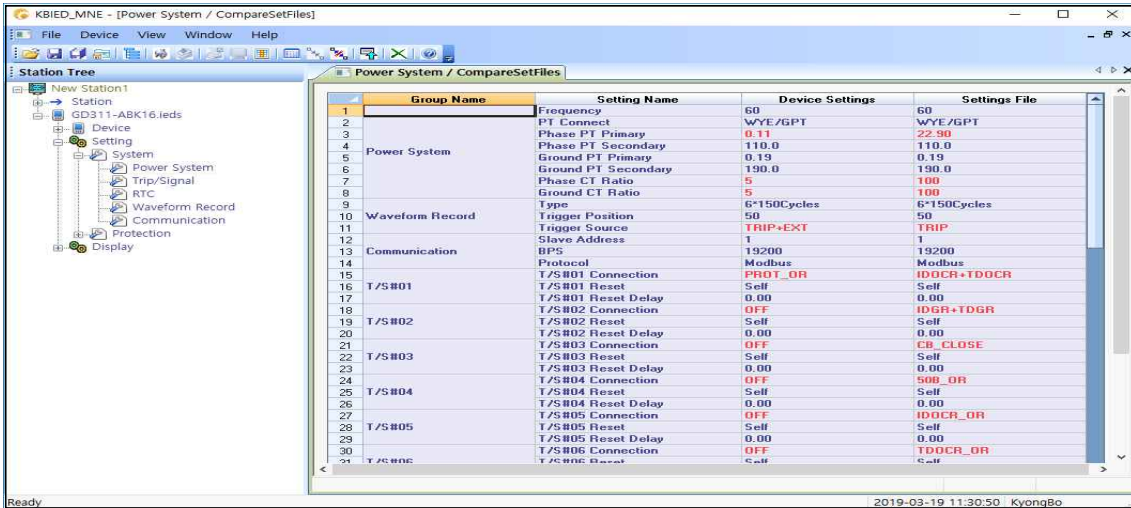 KBIED_MNE - [Power System / CompareSetFiles]
File Device View Window Help
Station Tree
New Station1
Station
GD311-ABK16.ieds
Device
Setting
System
Power System
Trip/Signal
RTC
Waveform Record
Communication
Protection
Display
Power System / CompareSetFiles
Group Name Setting Name Device Settings Settings File
1 Frequency 60 60
2 PT Connect WYE/GPT WYE/GPT
3 Phase PT Primary 0.11 22.90
4 Phase PT Secondary 110.0 110.0
Power System
5 Ground PT Primary 0.19 0.19
6 Ground PT Secondary 190.0 190.0
7 Phase CT Ratio 5 100
8 Ground CT Ratio 5 100
9 Type 6*150Cycles 6*150Cycles
10 Waveform Record Trigger Position 50 50
11 Trigger Source TRIP+EXT TRIP
12 Slave Address 1 1
13 Communication BPS 19200 19200
14 Protocol Modbus Modbus
15 T/S#01 Connection PROT_OR IDOCR+TDOCR
16 T/S#01 T/S#01 Reset Self Self
17 T/S#01 Reset Delay 0.00 0.00
18 T/S#02 Connection OFF IDGR+TDGR
19 T/S#02 T/S#02 Reset Self Self
20 T/S#02 Reset Delay 0.00 0.00
21 T/S#03 Connection OFF CB_CLOSE
22 T/S#03 T/S#03 Reset Self Self
23 T/S#03 Reset Delay 0.00 0.00
24 T/S#04 Connection OFF 50B_OR
25 T/S#04 T/S#04 Reset Self Self
26 T/S#04 Reset Delay 0.00 0.00
27 T/S#05 Connection OFF IDOCR_OR
28 T/S#05 T/S#05 Reset Self Self
29 T/S#05 Reset Delay 0.00 0.00
30 T/S#06 Connection OFF TDOCR_OR
31 T/S#06 T/S#06 Reset Self Self
Ready 2019-03-19 11:30:50 KyongBo